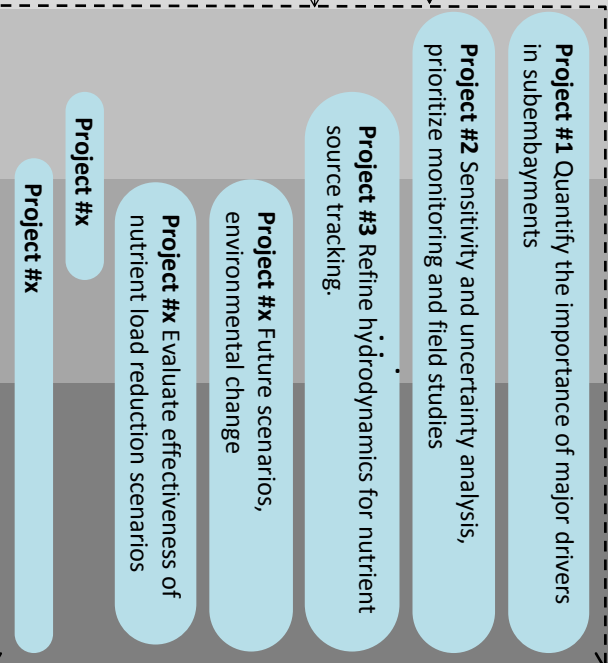 Project #1 Quantify the importance of major drivers
in subembayments
Project #2 Sensitivity and uncertainty analysis,
prioritize monitoring and field studies
Project #3 Refine hydrodynamics for nutrient
source tracking.
Project #x Future scenarios,
environmental change
Project #x Evaluate effectiveness of
nutrient load reduction scenarios
Project #x
Project #x